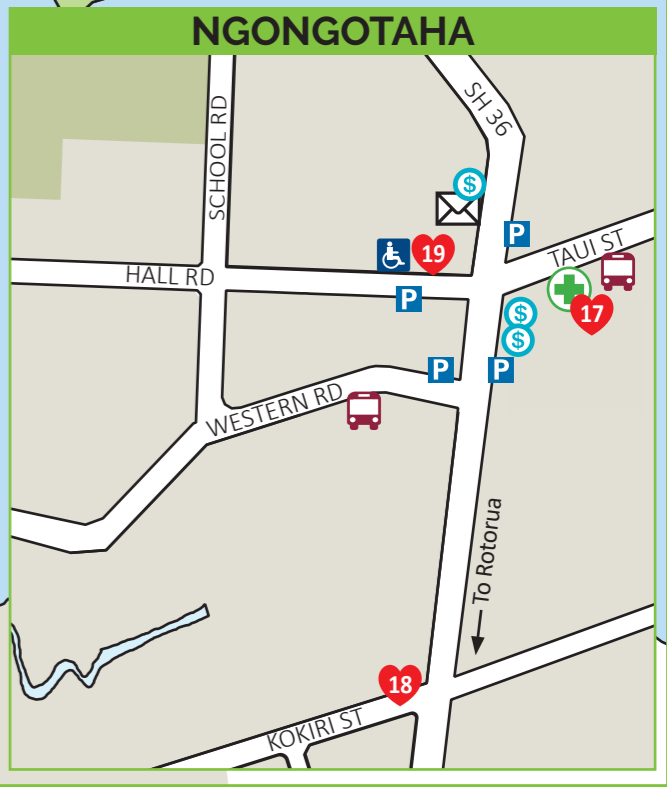 NGONGOTAHA
SH 36
SCHOOL RD
$
P
TAUI ST
19
HALL RD
P
$
17
$
P
P
WESTERN RD
To Rotorua
18
KOKIRI ST